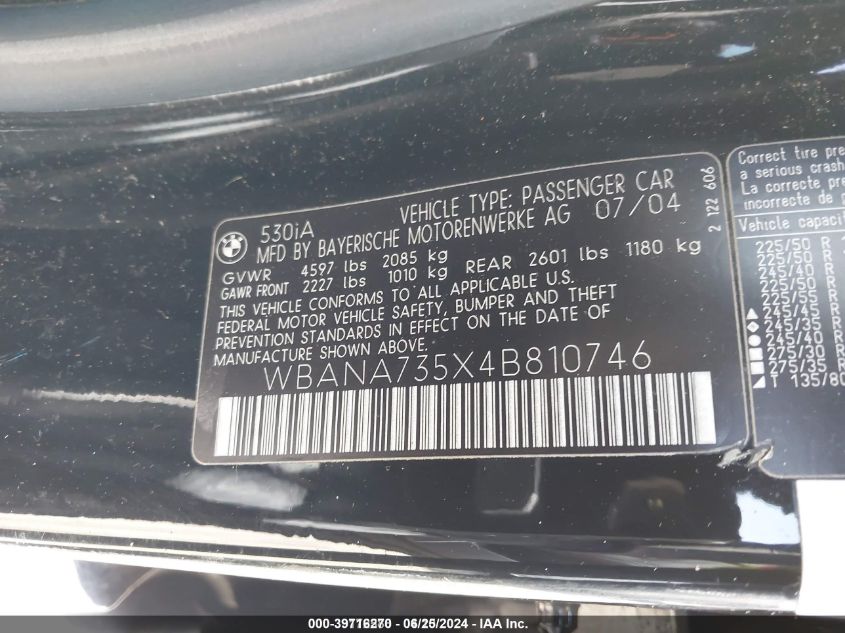 BMW
530iA
VEHICLE TYPE: PASSENGER CAR
MFD BY BAYERISCHE MOTORENWERKE AG 07/04
GVWR 4597 lbs 2085 kg
GAWR FRONT 2227 lbs 1010 kg REAR 2601 lbs 1180 kg
THIS VEHICLE CONFORMS TO ALL APPLICABLE U.S.
FEDERAL MOTOR VEHICLE SAFETY, BUMPER AND THEFT
PREVENTION STANDARDS IN EFFECT ON THE DATE OF
MANUFACTURE SHOWN ABOVE.
WBANA735X4B810746
2 122 606
Correct tire pre
a serious crash
La correcte pre
incorrecte p
Vehicle capaci
225/50 R
225/50 R
245/40 R
225/50 R
225/55 R
245/45 R
245/35 R
245/40 R
275/30 R
275/35 R
T 135/80
000-39716270 / 06/26/2024 — IAA Inc.